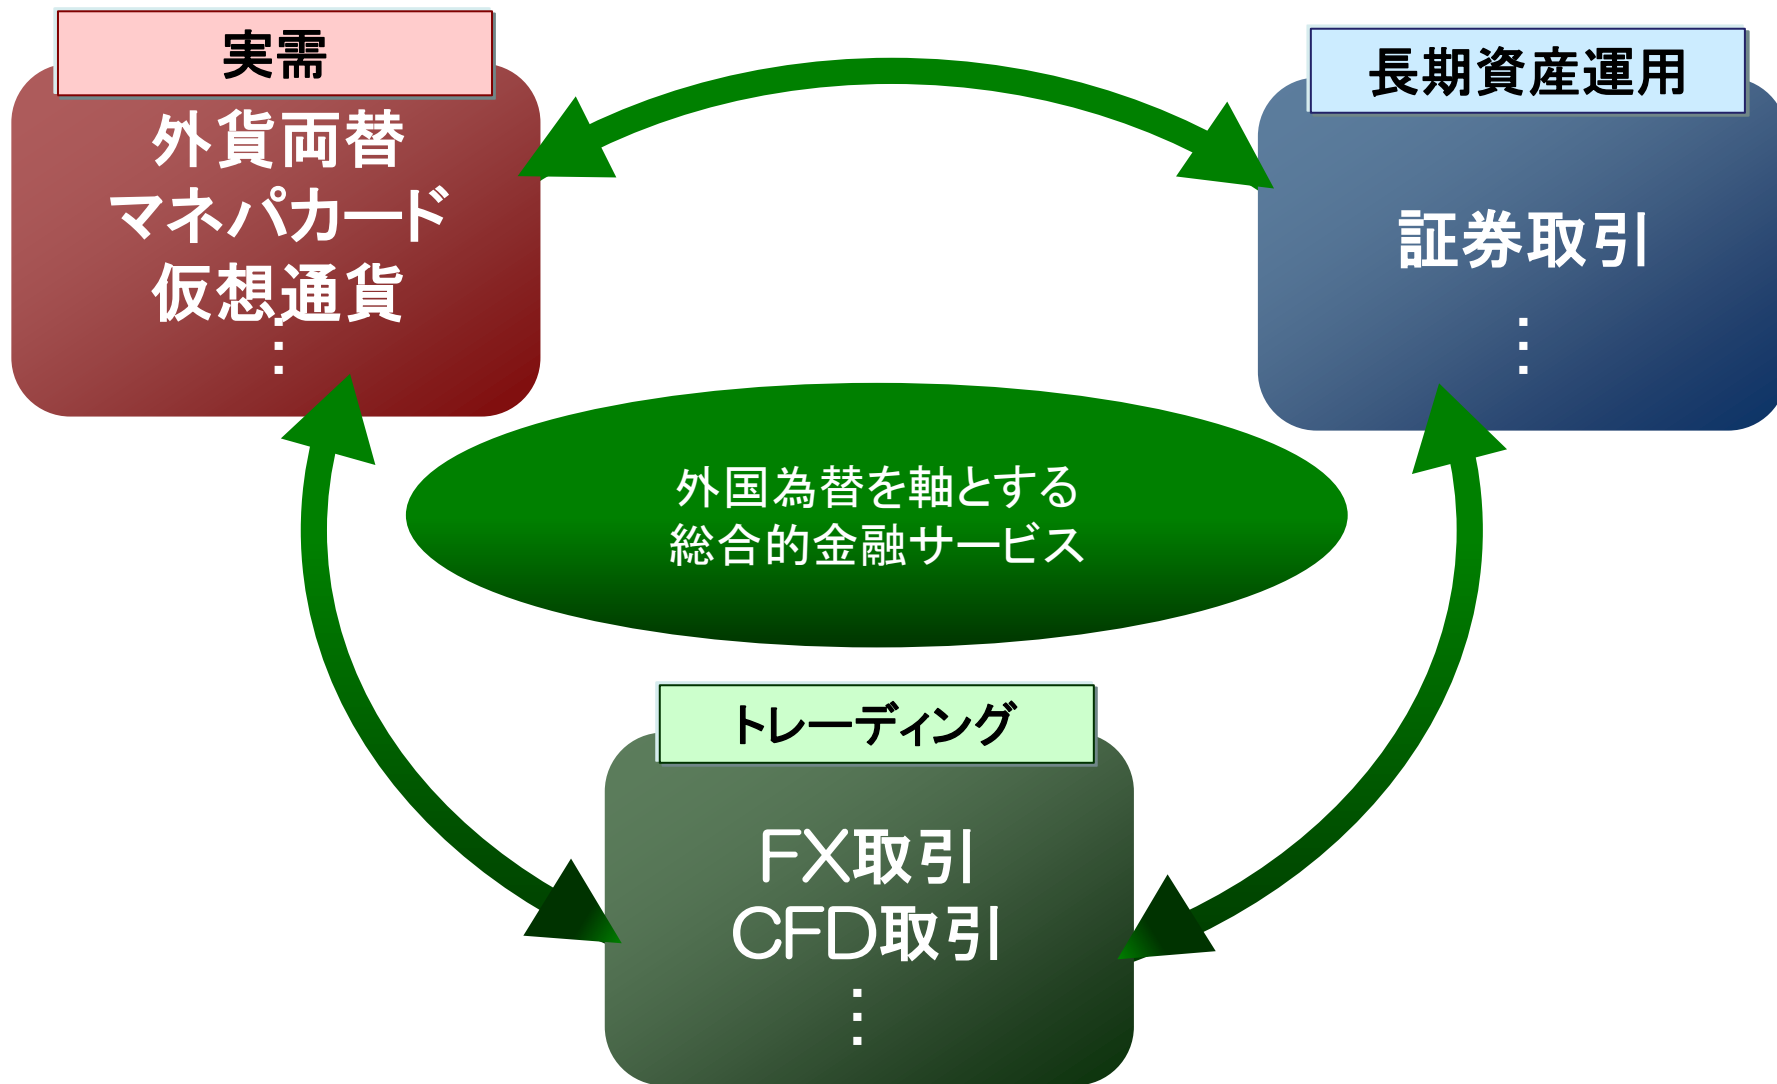 実需
外貨両替
マネパカード
仮想通貨
⋮
長期資産運用
証券取引
⋮
外国為替を軸とする
総合的金融サービス
トレーディング
ＦＸ取引
ＣＦＤ取引
⋮